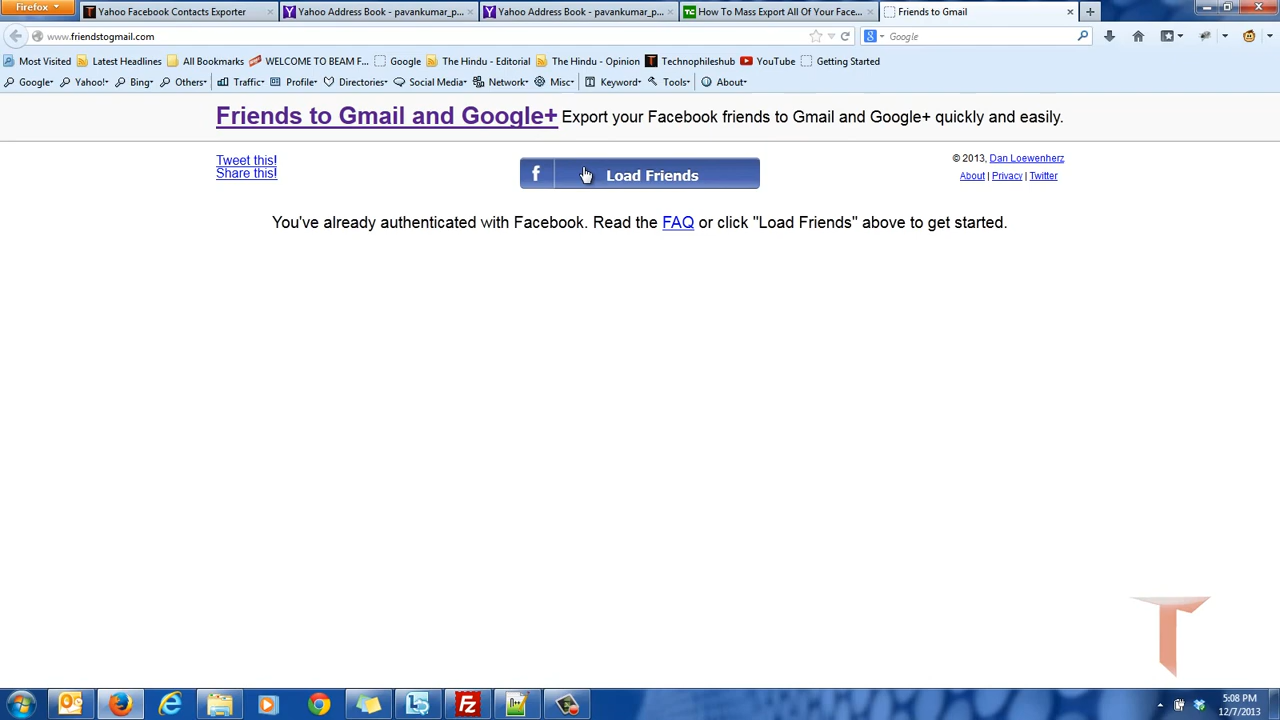 Firefox
Yahoo Facebook Contacts Exporter
Yahoo Address Book - pavankumar_p...
Yahoo Address Book - pavankumar_p...
How To Mass Export All Of Your Face...
Friends to Gmail
www.friendstogmail.com
Google
Most Visited
Latest Headlines
All Bookmarks
WELCOME TO BEAM F...
Google
The Hindu - Editorial
The Hindu - Opinion
Technophileshub
YouTube
Getting Started
Google
Yahoo!
Bing
Others
Traffic
Profile
Directories
Social Media
Network
Misc
Keyword
Tools
About
Friends to Gmail and Google+ Export your Facebook friends to Gmail and Google+ quickly and easily.
Tweet this!
Share this!
f Load Friends
© 2013, Dan Loewenherz
About | Privacy | Twitter
You've already authenticated with Facebook. Read the FAQ or click "Load Friends" above to get started.
T
5:08 PM
12/7/2013